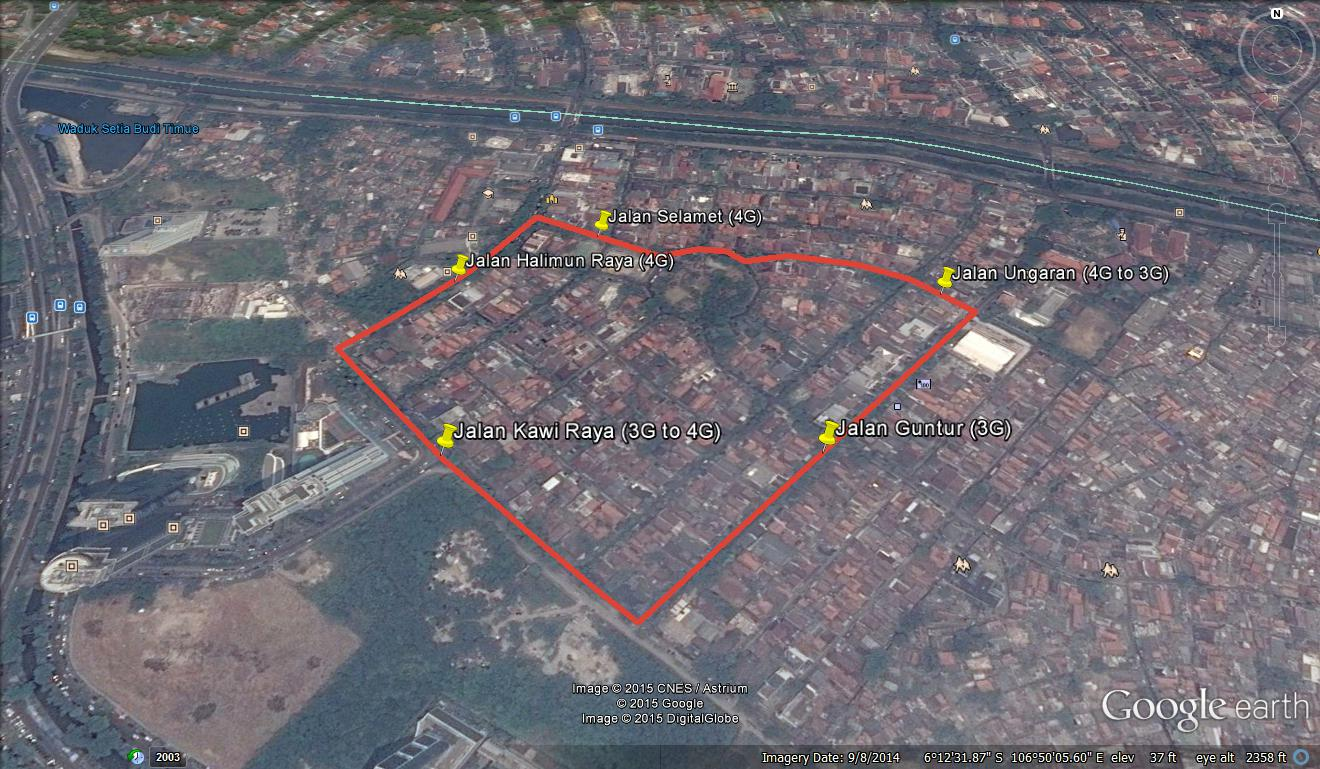 N
Waduk Setia Budi Timue
Jalan Selamet (4G)
Jalan Halimun Raya (4G)
Jalan Ungaran (4G to 3G)
Jalan Kawi Raya (3G to 4G)
Jalan Guntur (3G)
Image © 2015 CNES / Astrium
© 2015 Google
Image © 2015 DigitalGlobe
Google earth
2003
Imagery Date: 9/8/2014 6°12'31.87" S 106°50'05.60" E elev 37 ft eye alt 2358 ft